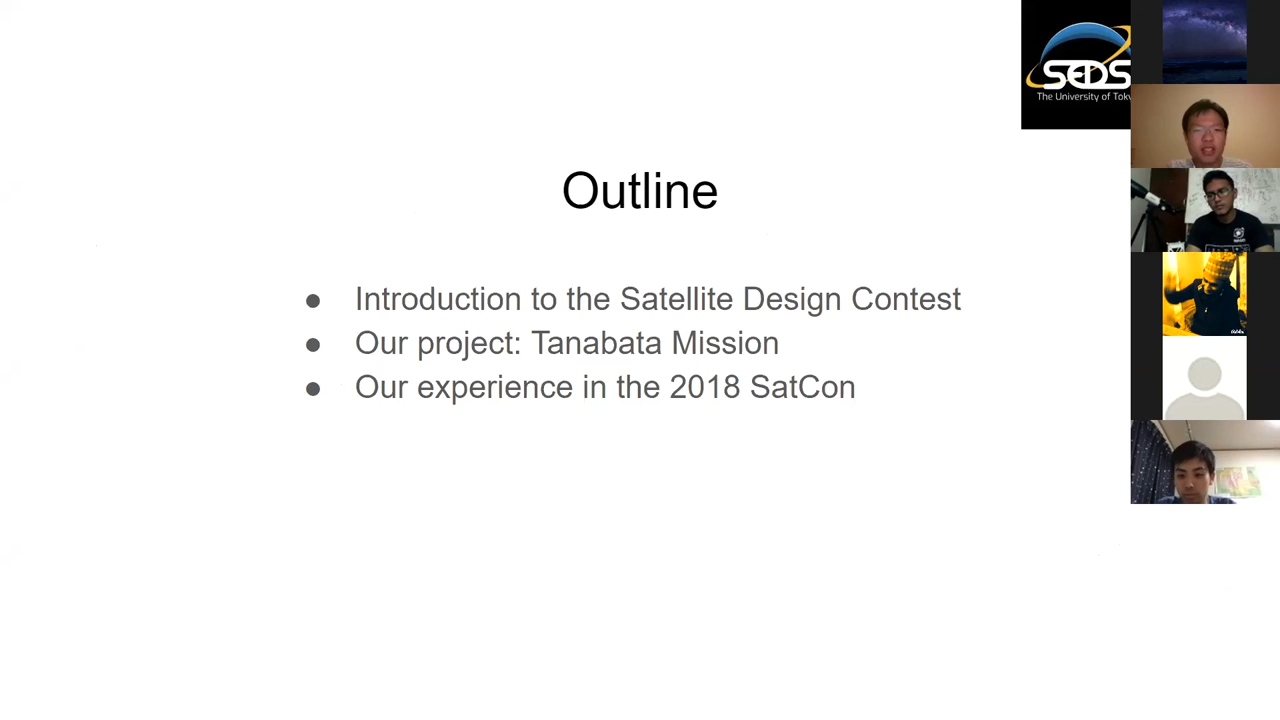 SEDS
The University of Tok
Outline
● Introduction to the Satellite Design Contest
● Our project: Tanabata Mission
● Our experience in the 2018 SatCon